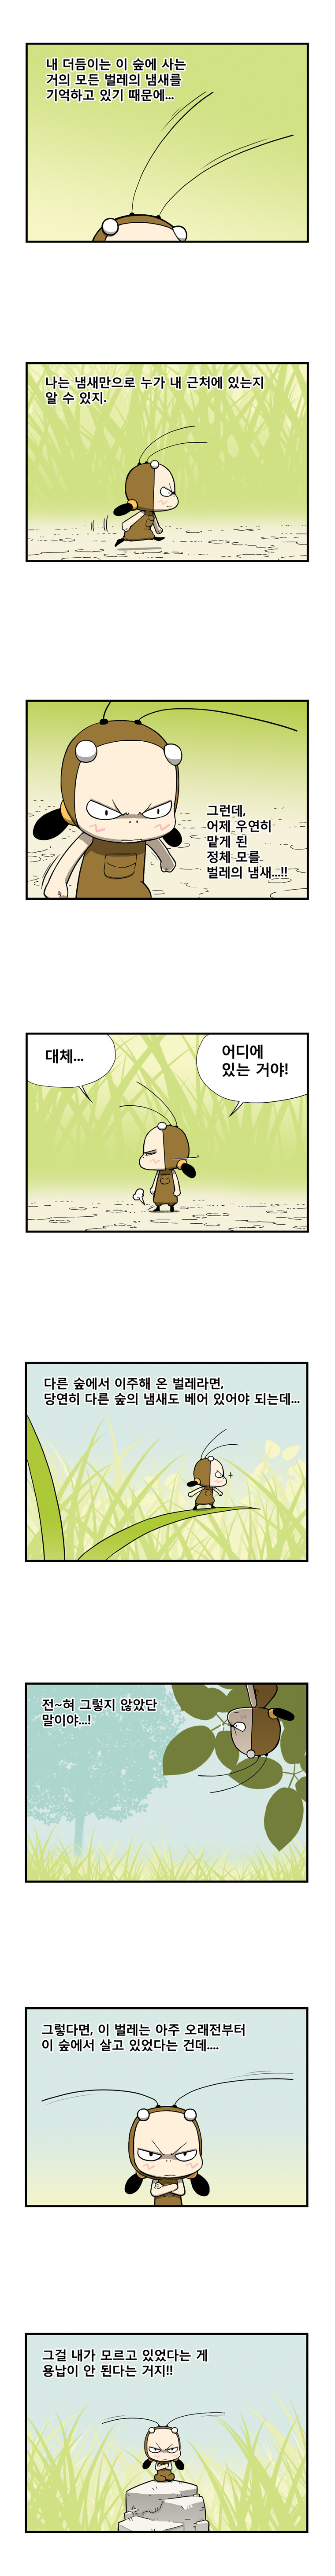 내 더듬이는 이 숲에 사는
거의 모든 벌레의 냄새를
기억하고 있기 때문에...
나는 냄새만으로 누가 내 근처에 있는지
알 수 있지.
그런데,
어제 우연히
맡게 된
정체 모를
벌레의 냄새...!!
대체...
어디에
있는 거야!
다른 숲에서 이주해 온 벌레라면,
당연히 다른 숲의 냄새도 베어 있어야 되는데...
전~혀 그렇지 않았단
말이야...!
그렇다면, 이 벌레는 아주 오래전부터
이 숲에서 살고 있었다는 건데....
그걸 내가 모르고 있었다는 게
용납이 안 된다는 거지!!